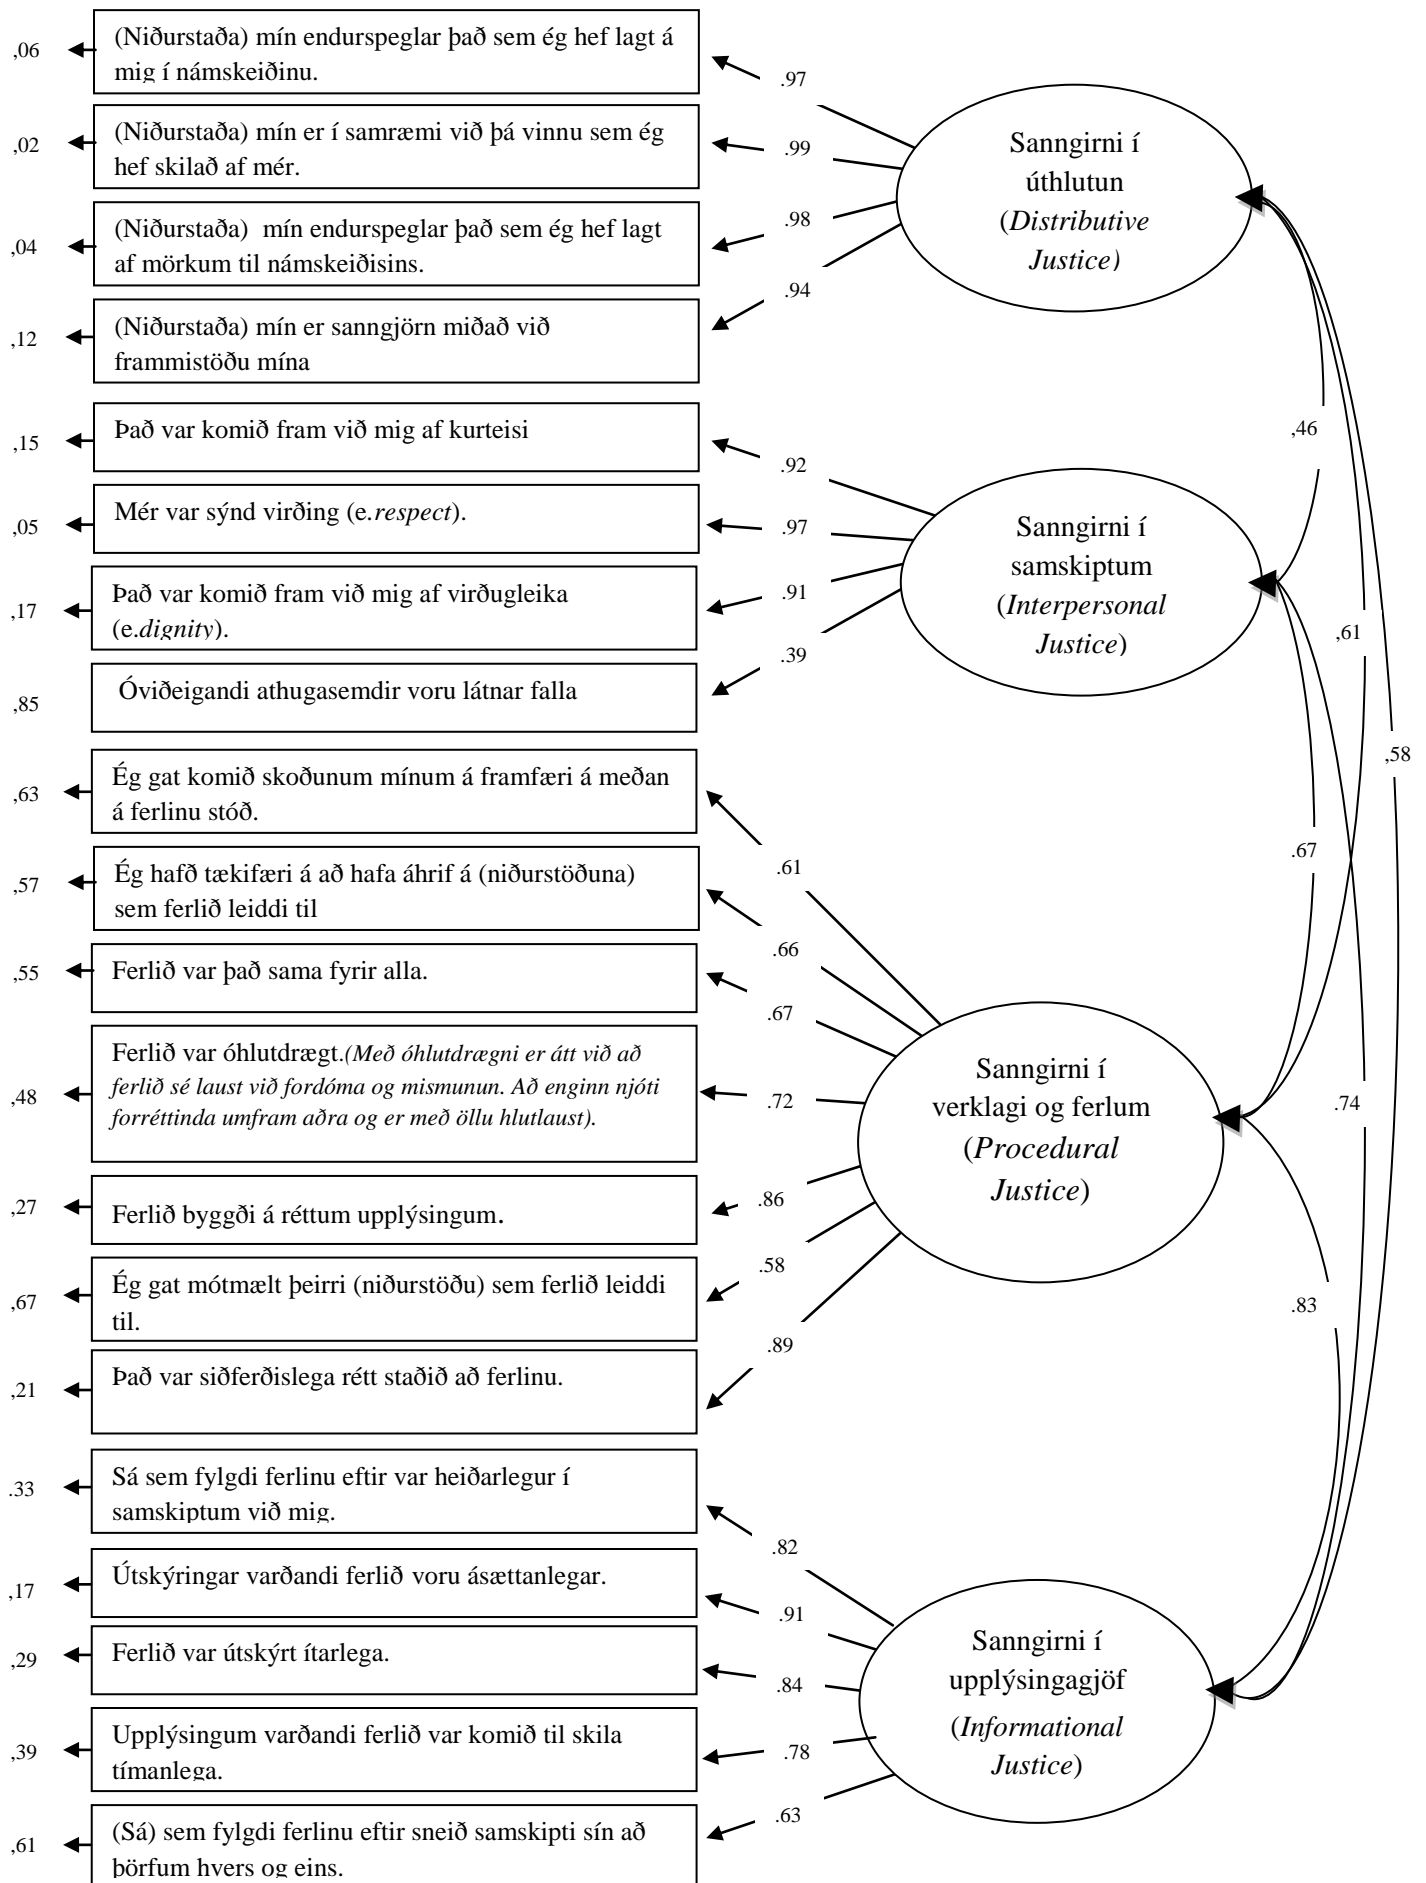 ,06
(Niðurstaða) mín endurspeglar það sem ég hef lagt á
mig í námskeiðinu.
.97
,02
(Niðurstaða) mín er í samræmi við þá vinnu sem ég
hef skilað af mér.
.99
,04
(Niðurstaða)  mín endurspeglar það sem ég hef lagt
af mörkum til námskeiðisins.
.98
,12
(Niðurstaða) mín er sanngjörn miðað við
frammistöðu mína
.94
Sanngirni í
úthlutun
(Distributive
Justice)
,15
Það var komið fram við mig af kurteisi
.92
,05
Mér var sýnd virðing (e.respect).
.97
,17
Það var komið fram við mig af virðugleika
(e.dignity).
.91
,85
Óviðeigandi athugasemdir voru látnar falla
.39
Sanngirni í
samskiptum
(Interpersonal
Justice)
,63
Ég gat komið skoðunum mínum á framfæri á meðan
á ferlinu stóð.
.61
,57
Ég hafð tækifæri á að hafa áhrif á (niðurstöðuna)
sem ferlið leiddi til
.66
,55
Ferlið var það sama fyrir alla.
.67
,48
Ferlið var óhlutdrægt.(Með óhlutdrægni er átt við að
ferlið sé laust við fordóma og mismunun. Að enginn njóti
forréttinda umfram aðra og er með öllu hlutlaust).
.72
,27
Ferlið byggði á réttum upplýsingum.
.86
,67
Ég gat mótmælt þeirri (niðurstöðu) sem ferlið leiddi
til.
.58
,21
Það var siðferðislega rétt staðið að ferlinu.
.89
Sanngirni í
verklagi og ferlum
(Procedural
Justice)
.33
Sá sem fylgdi ferlinu eftir var heiðarlegur í
samskiptum við mig.
.82
,17
Útskýringar varðandi ferlið voru ásættanlegar.
.91
,29
Ferlið var útskýrt ítarlega.
.84
,39
Upplýsingum varðandi ferlið var komið til skila
tímanlega.
.78
,61
(Sá) sem fylgdi ferlinu eftir sneið samskipti sín að
þörfum hvers og eins.
.63
Sanngirni í
upplýsingagjöf
(Informational
Justice)
,46
,61
,58
.67
.74
.83